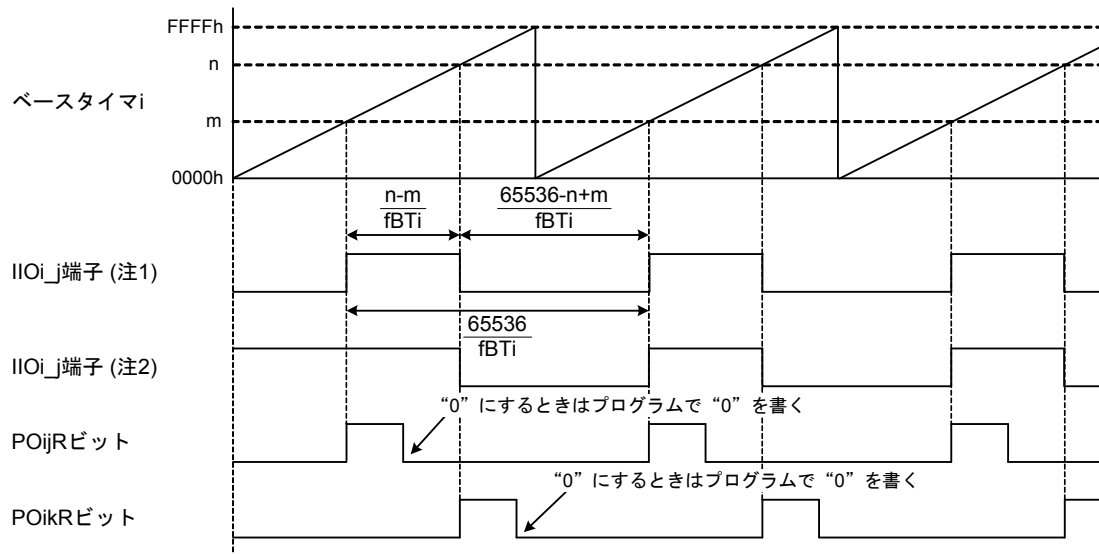 FFFFh
n
ベースタイマi
m
0000h
n-m
fBTi
65536-n+m
fBTi
IIOi_j端子 (注1)
65536
fBTi
IIOi_j端子 (注2)
“0” にするときはプログラムで “0” を書く
POijRビット
“0” にするときはプログラムで “0” を書く
POikRビット